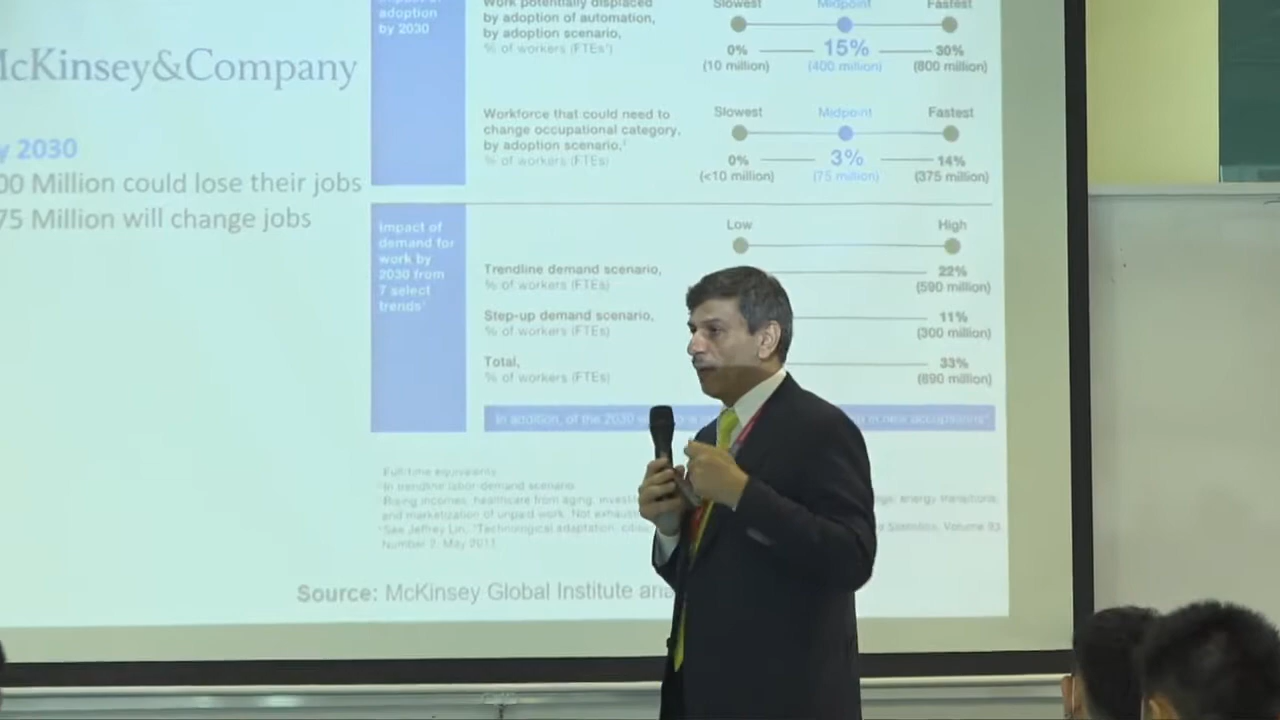 McKinsey&Company
y 2030
00 Million could lose their jobs
75 Million will change jobs
adoption
by 2030
Work potentially displaced
by adoption of automation,
by adoption scenario,
% of workers (FTEs¹)
Slowest Midpoint Fastest
0% 15% 30%
(10 million) (400 million) (800 million)
Workforce that could need to
change occupational category,
by adoption scenario,²
% of workers (FTEs)
Slowest Midpoint Fastest
0% 3% 14%
(<10 million) (75 million) (375 million)
Impact of
demand for
work by
2030 from
7 select
trends³
Low High
Trendline demand scenario,
% of workers (FTEs)
22%
(590 million)
Step-up demand scenario,
% of workers (FTEs)
11%
(300 million)
Total,
% of workers (FTEs)
33%
(890 million)
In addition, of the 2030 in new occupations⁴
Full-time equivalents
In trendline labor-demand scenario
Rising incomes, healthcare from aging, energy transitions,
and marketization of unpaid work. Not
See Jeffrey Lin, "Technological adaptation, Statistics, Volume 93,
Number 2, May 2011
Source: McKinsey Global Institute